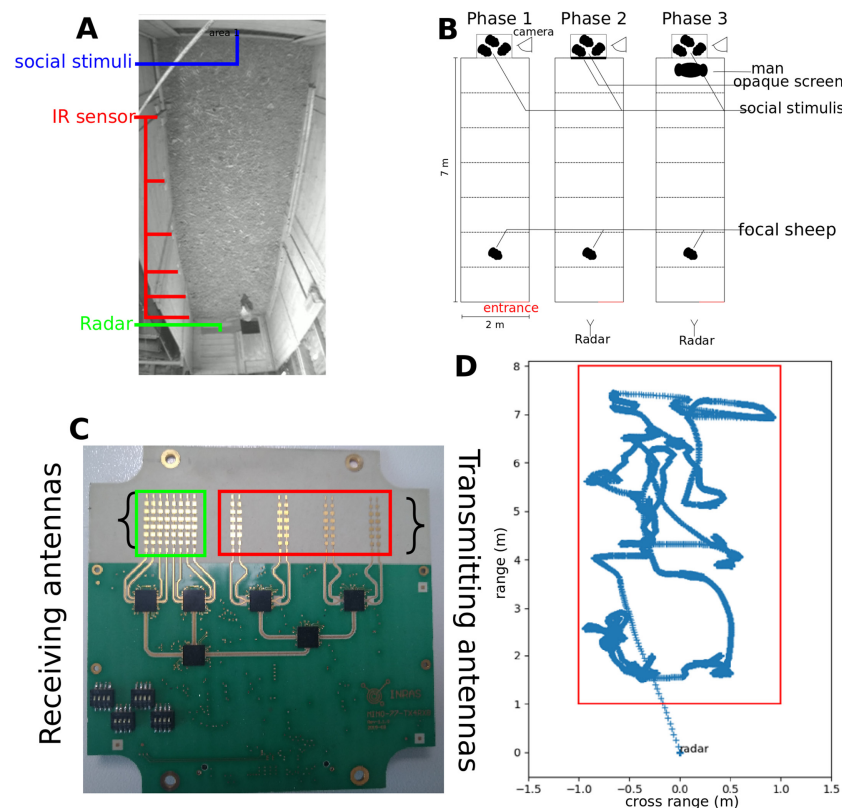 A
area 1
social stimuli
IR sensor
Radar
B
Phase 1
Phase 2
Phase 3
camera
man
opaque screen
social stimulis
7 m
focal sheep
entrance
2 m
Radar
Radar
C
Receiving antennas
Transmitting antennas
INRAS
D
8
7
6
5
4
3
2
1
0
range (m)
radar
−1.5
−1.0
−0.5
0.0
0.5
1.0
1.5
cross range (m)